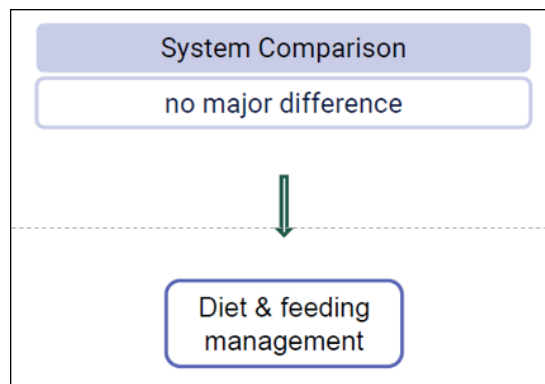 System Comparison
no major difference
Diet & feeding
management